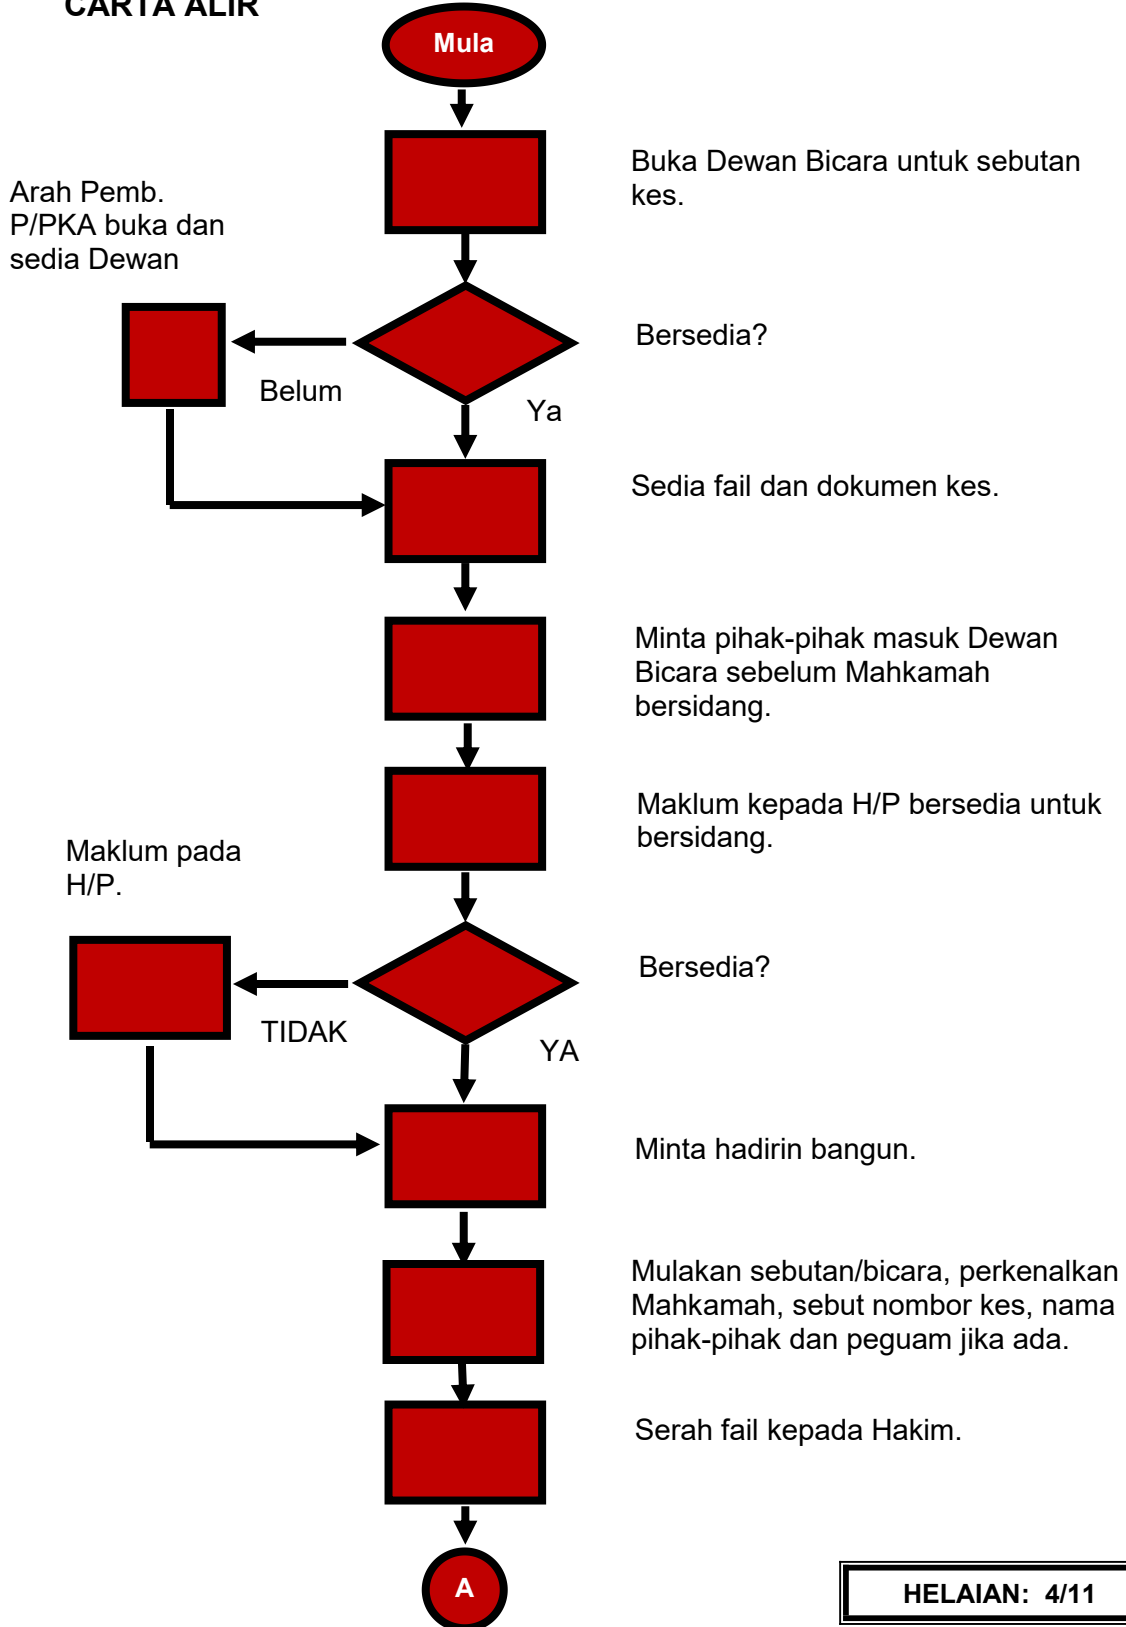 CARTA ALIR
Mula
Buka Dewan Bicara untuk sebutan
kes.
Arah Pemb.
P/PKA buka dan
sedia Dewan
Bersedia?
Belum
Ya
Sedia fail dan dokumen kes.
Minta pihak-pihak masuk Dewan
Bicara sebelum Mahkamah
bersidang.
Maklum kepada H/P bersedia untuk
bersidang.
Maklum pada
H/P.
Bersedia?
TIDAK
YA
Minta hadirin bangun.
Mulakan sebutan/bicara, perkenalkan
Mahkamah, sebut nombor kes, nama
pihak-pihak dan peguam jika ada.
Serah fail kepada Hakim.
A
HELAIAN: 4/11